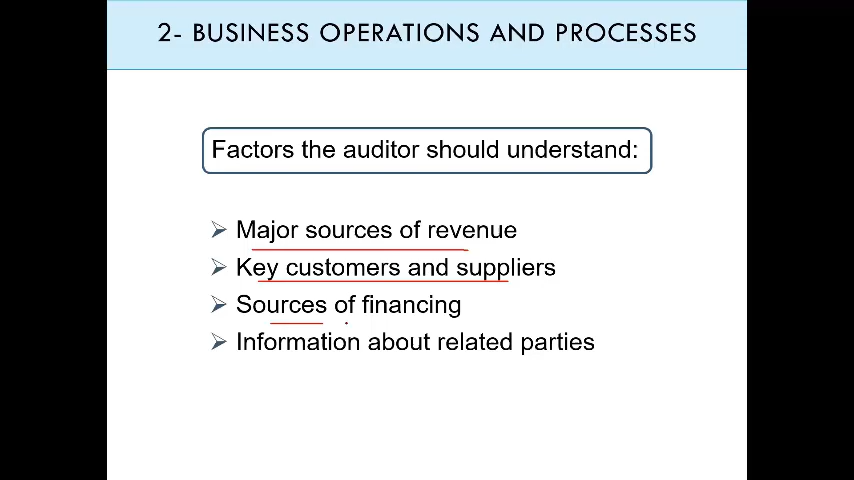 2- BUSINESS OPERATIONS AND PROCESSES
Factors the auditor should understand:
Major sources of revenue
Key customers and suppliers
Sources of financing
Information about related parties